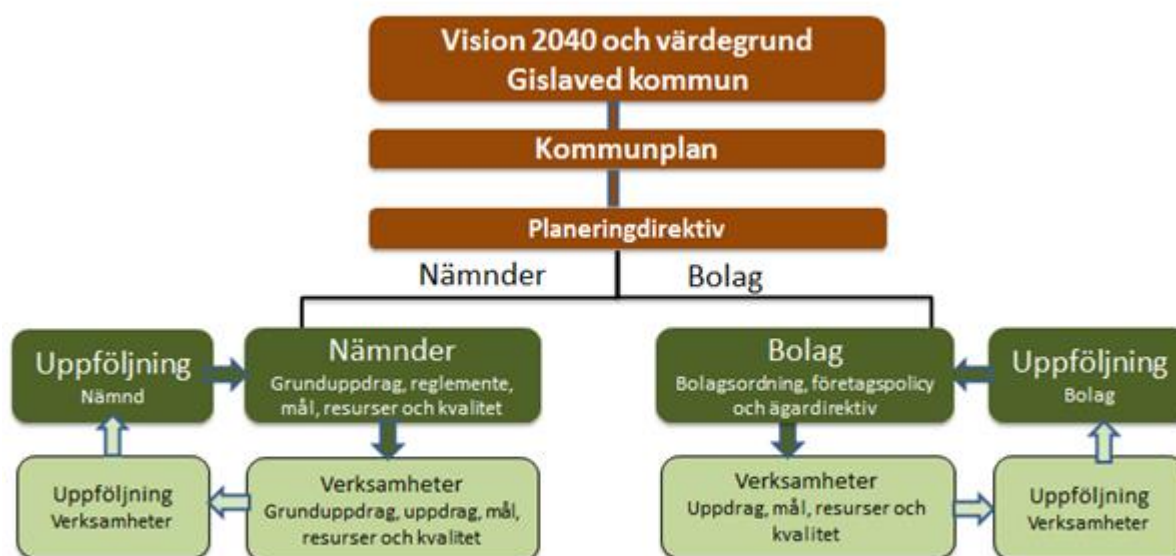 Vision 2040 och värdegrund
Gislaved kommun
Kommunplan
Planeringdirektiv
Nämnder
Bolag
Uppföljning
Nämnd
Nämnder
Grunduppdrag, reglemente,
mål, resurser och kvalitet
Bolag
Bolagsordning, företagspolicy
och ägardirektiv
Uppföljning
Bolag
Uppföljning
Verksamheter
Verksamheter
Grunduppdrag, uppdrag, mål,
resurser och kvalitet
Verksamheter
Uppdrag, mål, resurser och
kvalitet
Uppföljning
Verksamheter